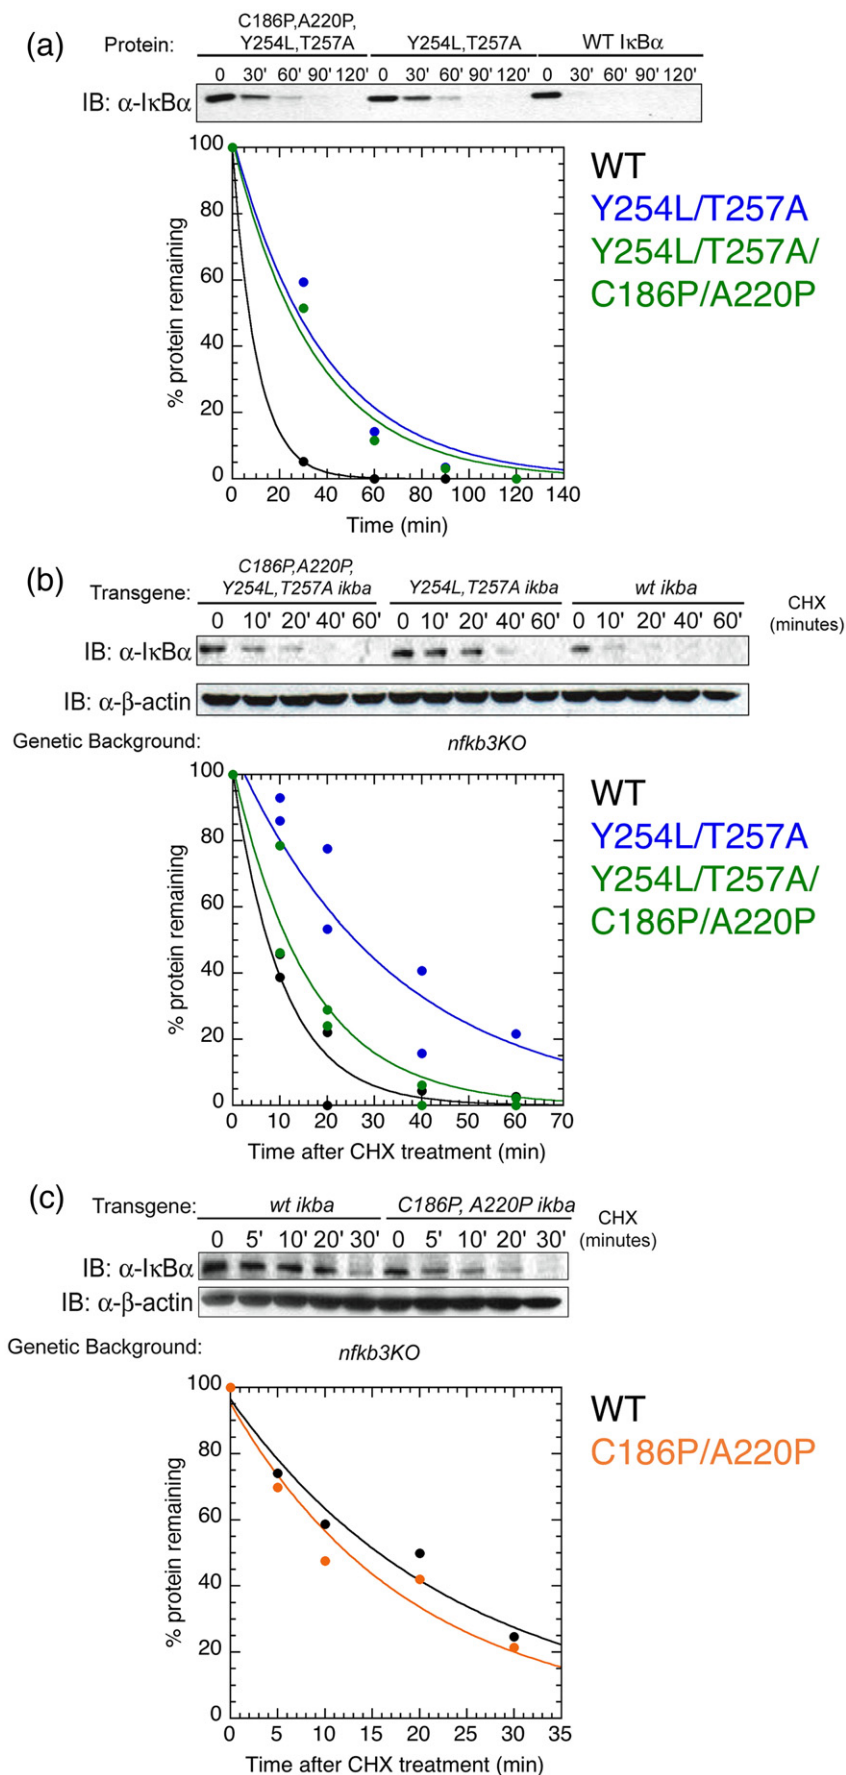 (a)
Protein:
C186P,A220P,
Y254L,T257A
Y254L,T257A
WT IκBα
0 30' 60' 90' 120' 0 30' 60' 90' 120' 0 30' 60' 90' 120'
IB: α-IκBα
100
80
60
40
20
0
% protein remaining
0 20 40 60 80 100 120 140
Time (min)
WT
Y254L/T257A
Y254L/T257A/
C186P/A220P
(b)
Transgene:
C186P,A220P,
Y254L,T257A ikba
Y254L,T257A ikba
wt ikba
0 10' 20' 40' 60' 0 10' 20' 40' 60' 0 10' 20' 40' 60'
CHX
(minutes)
IB: α-IκBα
IB: α-β-actin
Genetic Background:
nfkb3KO
100
80
60
40
20
0
% protein remaining
0 10 20 30 40 50 60 70
Time after CHX treatment (min)
WT
Y254L/T257A
Y254L/T257A/
C186P/A220P
(c)
Transgene:
wt ikba
C186P, A220P ikba
0 5' 10' 20' 30' 0 5' 10' 20' 30'
CHX
(minutes)
IB: α-IκBα
IB: α-β-actin
Genetic Background:
nfkb3KO
100
80
60
40
20
0
% protein remaining
0 5 10 15 20 25 30 35
Time after CHX treatment (min)
WT
C186P/A220P